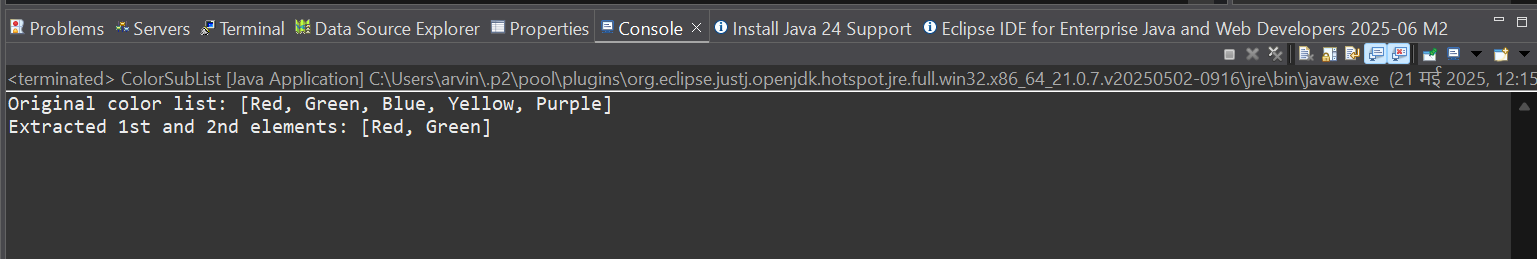 Problems Servers Terminal Data Source Explorer Properties Console Install Java 24 Support Eclipse IDE for Enterprise Java and Web Developers 2025-06 M2
<terminated> ColorSubList [Java Application] C:\Users\arvin\.p2\pool\plugins\org.eclipse.justj.openjdk.hotspot.jre.full.win32.x86_64_21.0.7.v20250502-0916\jre\bin\javaw.exe (21 मई 2025, 12:15
Original color list: [Red, Green, Blue, Yellow, Purple]
Extracted 1st and 2nd elements: [Red, Green]